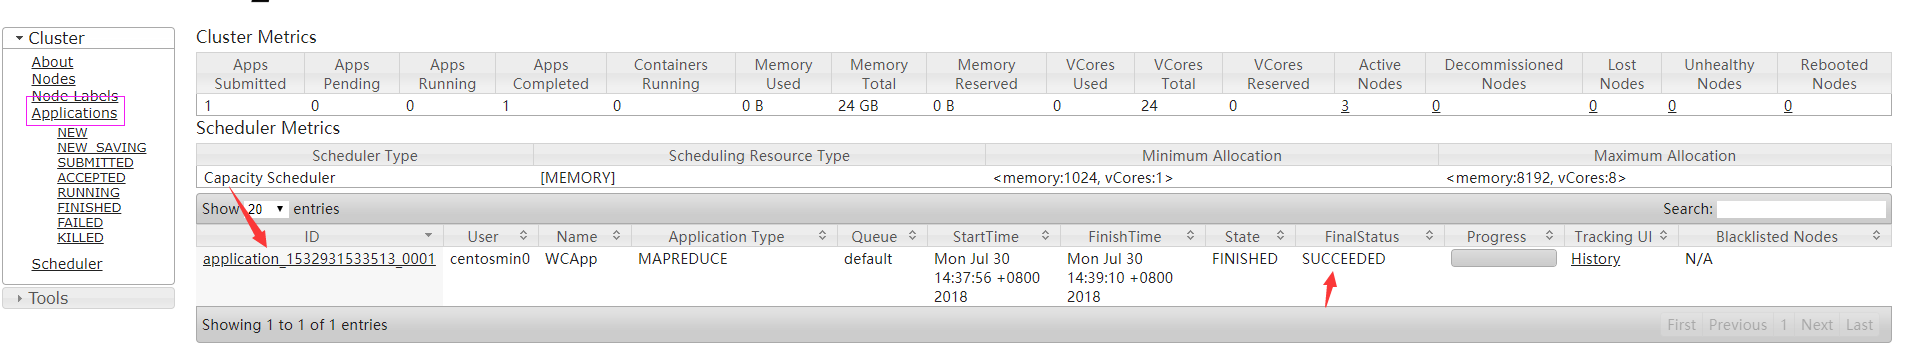 Cluster
About
Nodes
Node Labels
Applications
NEW
NEW_SAVING
SUBMITTED
ACCEPTED
RUNNING
FINISHED
FAILED
KILLED
Scheduler
Tools
Cluster Metrics
Apps Submitted Apps Pending Apps Running Apps Completed Containers Running Memory Used Memory Total Memory Reserved VCores Used VCores Total VCores Reserved Active Nodes Decommissioned Nodes Lost Nodes Unhealthy Nodes Rebooted Nodes
1 0 0 1 0 0 B 24 GB 0 B 0 24 0 3 0 0 0 0
Scheduler Metrics
Scheduler Type Scheduling Resource Type Minimum Allocation Maximum Allocation
Capacity Scheduler [MEMORY] <memory:1024, vCores:1> <memory:8192, vCores:8>
Show 20 entries Search:
ID User Name Application Type Queue StartTime FinishTime State FinalStatus Progress Tracking UI Blacklisted Nodes
application_1532931533513_0001 centosmin0 WCApp MAPREDUCE default Mon Jul 30 Mon Jul 30 FINISHED SUCCEEDED History N/A
14:37:56 +0800 14:39:10 +0800
2018 2018
Showing 1 to 1 of 1 entries First Previous 1 Next Last